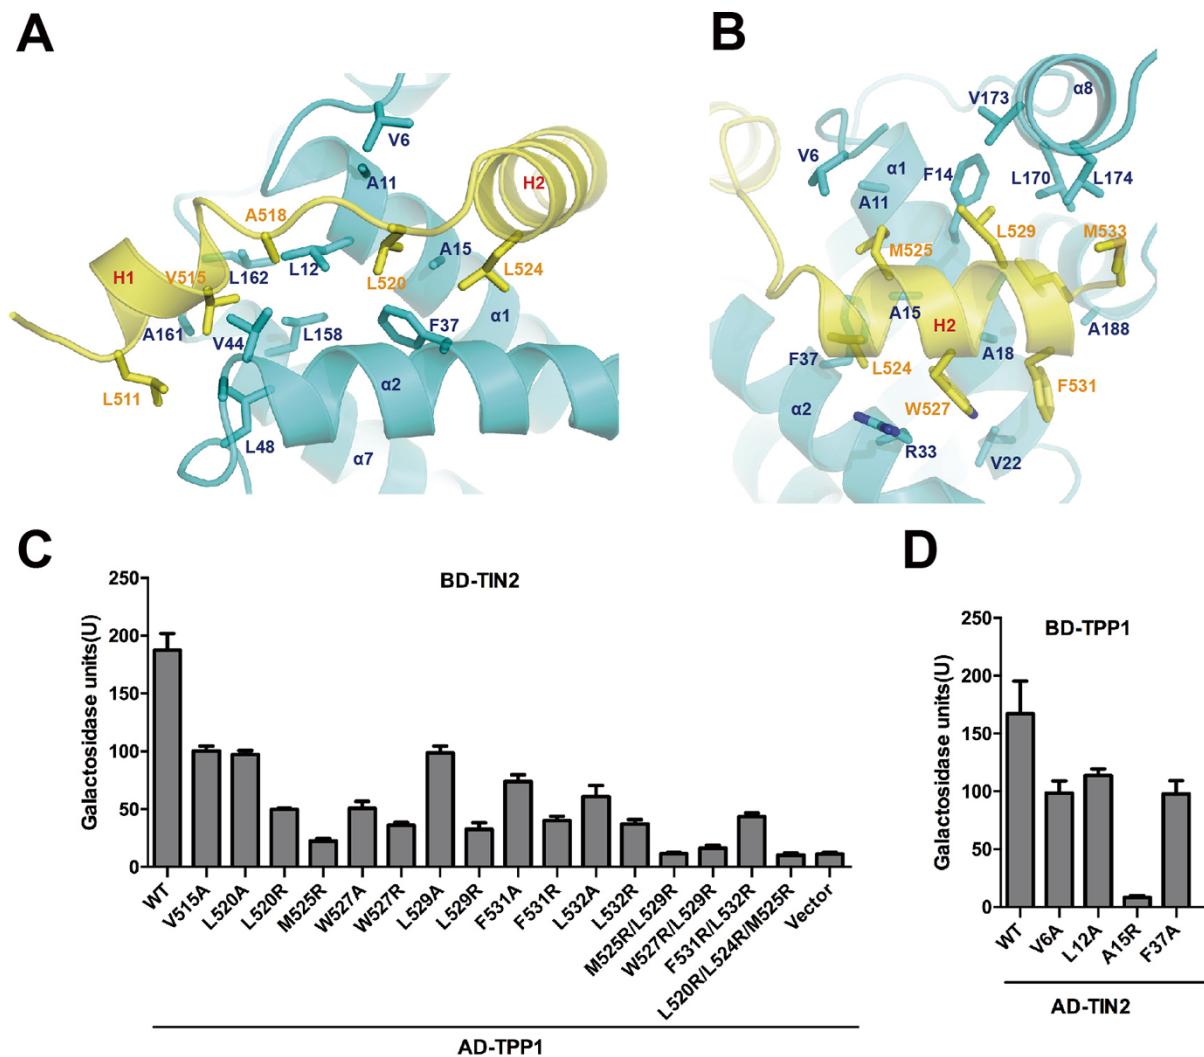 A
V6
A11
H2
A518
A15
L162
L12
L524
H1
V515
L520
A161
F37
α1
V44
L158
L511
α2
L48
α7
B
V173
α8
V6
α1
F14
L170
L174
A11
L529
M533
M525
A15
H2
A188
F37
L524
A18
F531
α2
W527
R33
V22
C
BD-TIN2
Galactosidase units(U)
250
200
150
100
50
0
WT
V515A
L520A
L520R
M525R
W527A
W527R
L529A
L529R
F531A
F531R
L532A
L532R
M525R/L529R
W527R/L529R
F531R/L532R
L520R/L524R/M525R
Vector
AD-TPP1
D
BD-TPP1
Galactosidase units(U)
250
200
150
100
50
0
WT
V6A
L12A
A15R
F37A
AD-TIN2